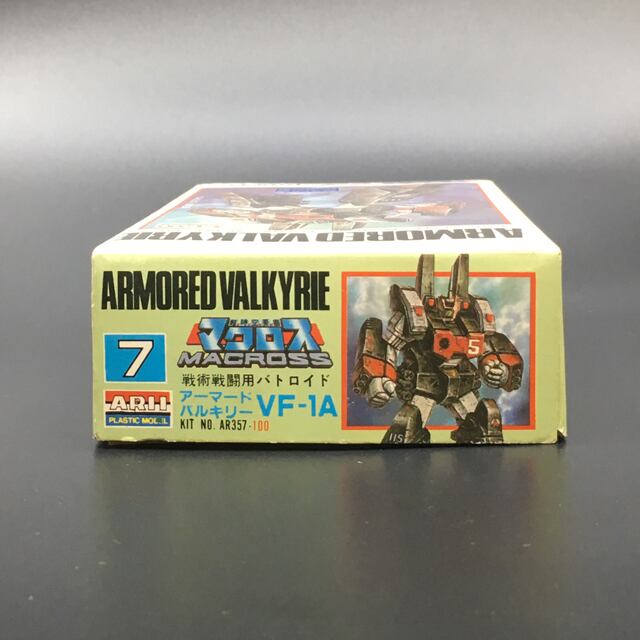 ARMORED VALKYRIE
ARMORED VALKYRIE
7
超時空要塞
マクロス
MACROSS
戦術戦闘用バトロイド
ARII
PLASTIC MODEL
アーマード
バルキリー VF-1A
KIT NO. AR357-100
5
115